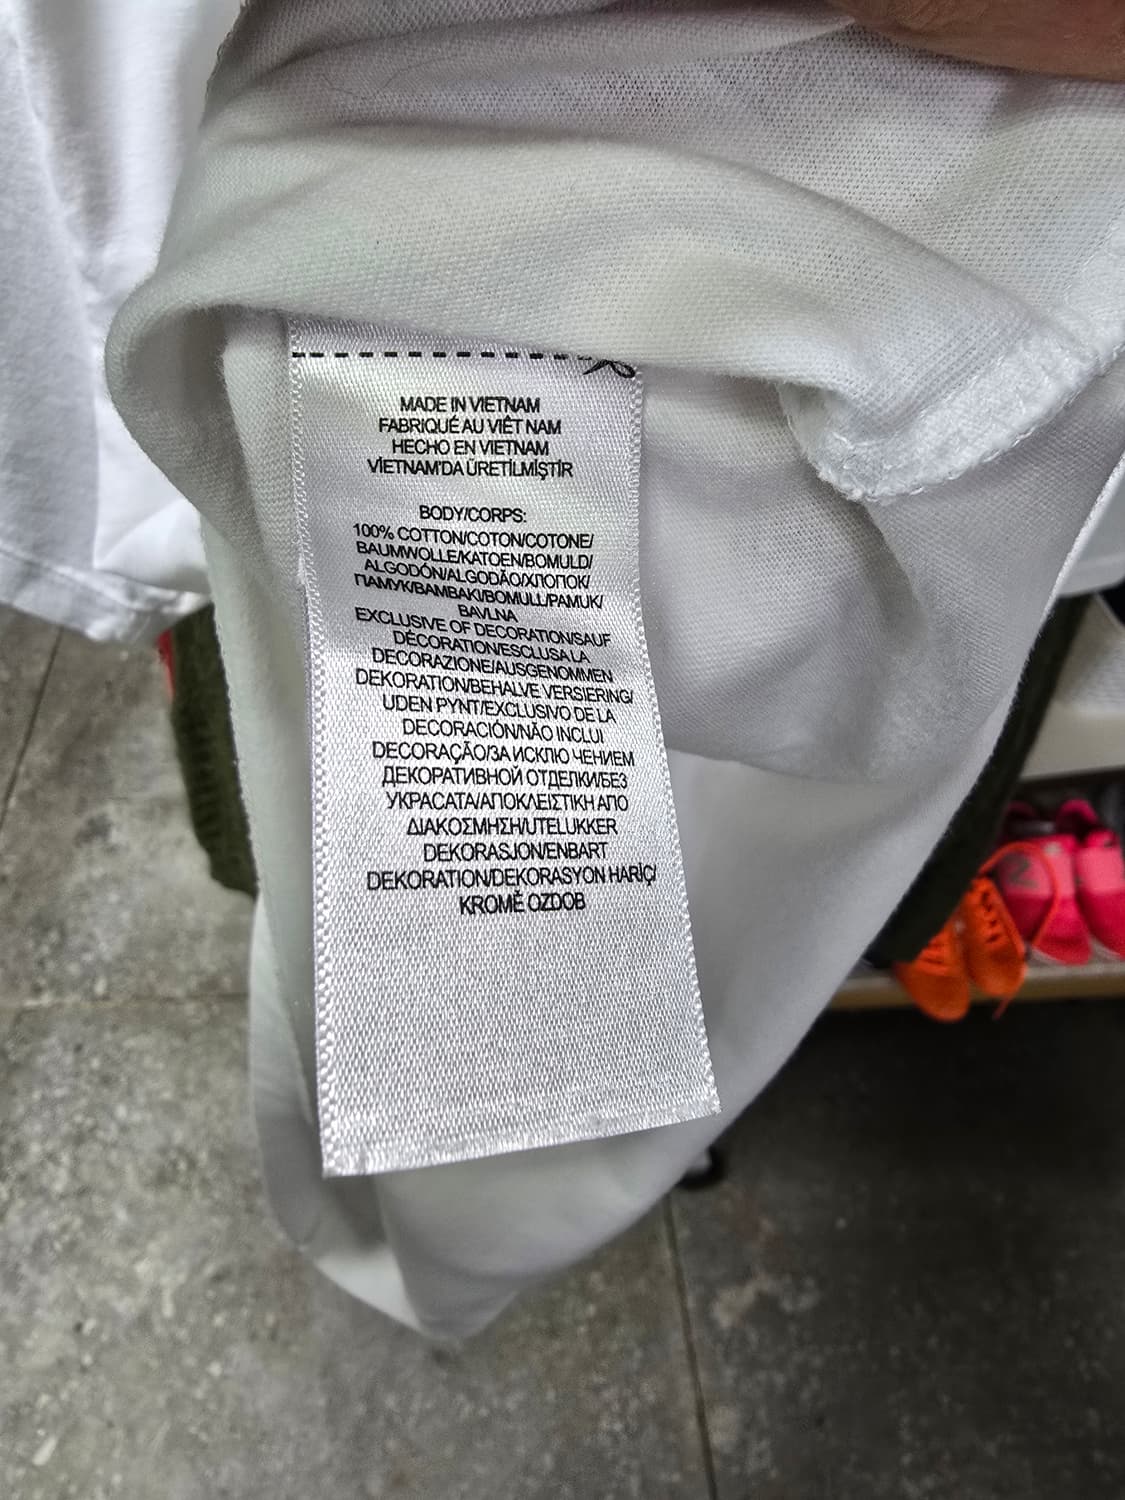 MADE IN VIETNAM
FABRIQUÉ AU VIÊT NAM
HECHO EN VIETNAM
VİETNAM'DA ÜRETİLMİŞTİR
BODY/CORPS:
100% COTTON/COTON/COTONE/
BAUMWOLLE/KATOEN/BOMULD/
ALGODÓN/ALGODÃO/ХЛОПОК/
ПАМУК/ΒΑΜΒΑΚΙ/BOMULL/PAMUK/
BAVLNA
EXCLUSIVE OF DECORATION/SAUF
DÉCORATION/ESCLUSA LA
DECORAZIONE/AUSGENOMMEN
DEKORATION/BEHALVE VERSIERING/
UDEN PYNT/EXCLUSIVO DE LA
DECORACIÓN/NÃO INCLUI
DECORAÇÃO/ЗА ИСКЛЮ ЧЕНИЕМ
ДЕКОРАТИВНОЙ ОТДЕЛКИ/БЕЗ
УКРАСАТА/ΑΠΟΚΛΕΙΣΤΙΚΗ ΑΠΟ
ΔΙΑΚΟΣΜΗΣΗ/UTELUKKER
DEKORASJON/ENBART
DEKORATION/DEKORASYON HARİÇ/
KROMĚ OZDOB